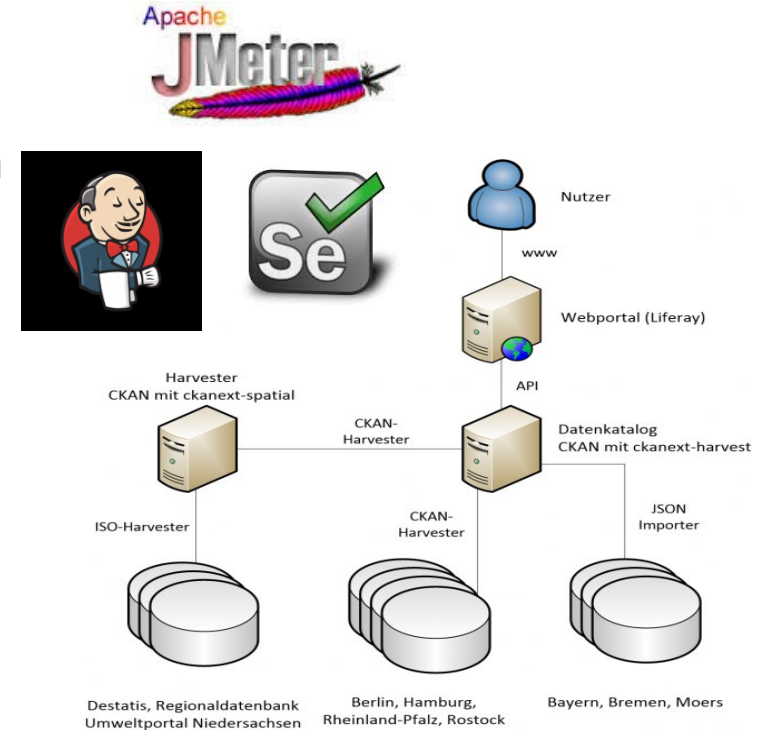 Apache
JMeter
Se
Nutzer
www
Webportal (Liferay)
API
Harvester
CKAN mit ckanext-spatial
CKAN-
Harvester
Datenkatalog
CKAN mit ckanext-harvest
ISO-Harvester
CKAN-
Harvester
JSON
Importer
Destatis, Regionaldatenbank
Umweltportal Niedersachsen
Berlin, Hamburg,
Rheinland-Pfalz, Rostock
Bayern, Bremen, Moers